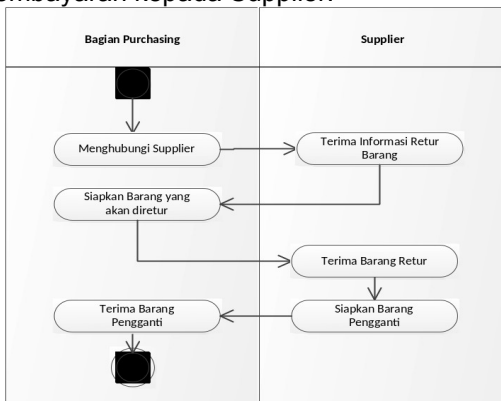 kepada Supplier.
Bagian Purchasing
Supplier
Menghubungi Supplier
Terima Informasi Retur
Barang
Siapkan Barang yang
akan diretur
Terima Barang Retur
Terima Barang
Pengganti
Siapkan Barang
Pengganti